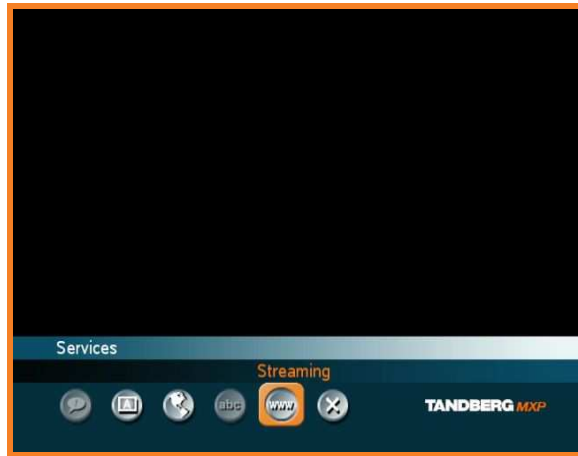 Services
Streaming
A
abc
www
TANDBERG MXP